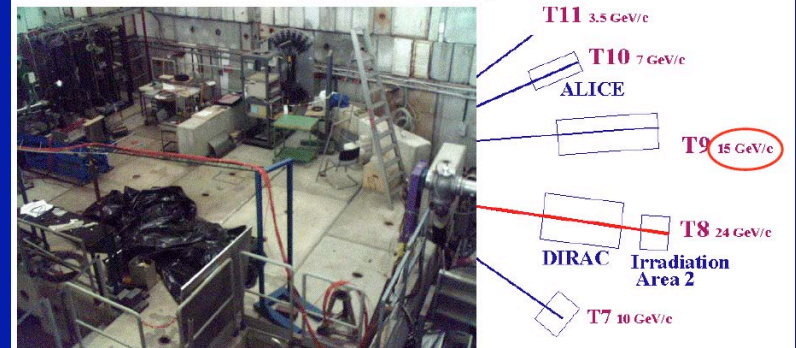 T11 3.5 GeV/c
T10 7 GeV/c
ALICE
T9 15 GeV/c
T8 24 GeV/c
DIRAC
Irradiation
Area 2
T7 10 GeV/c